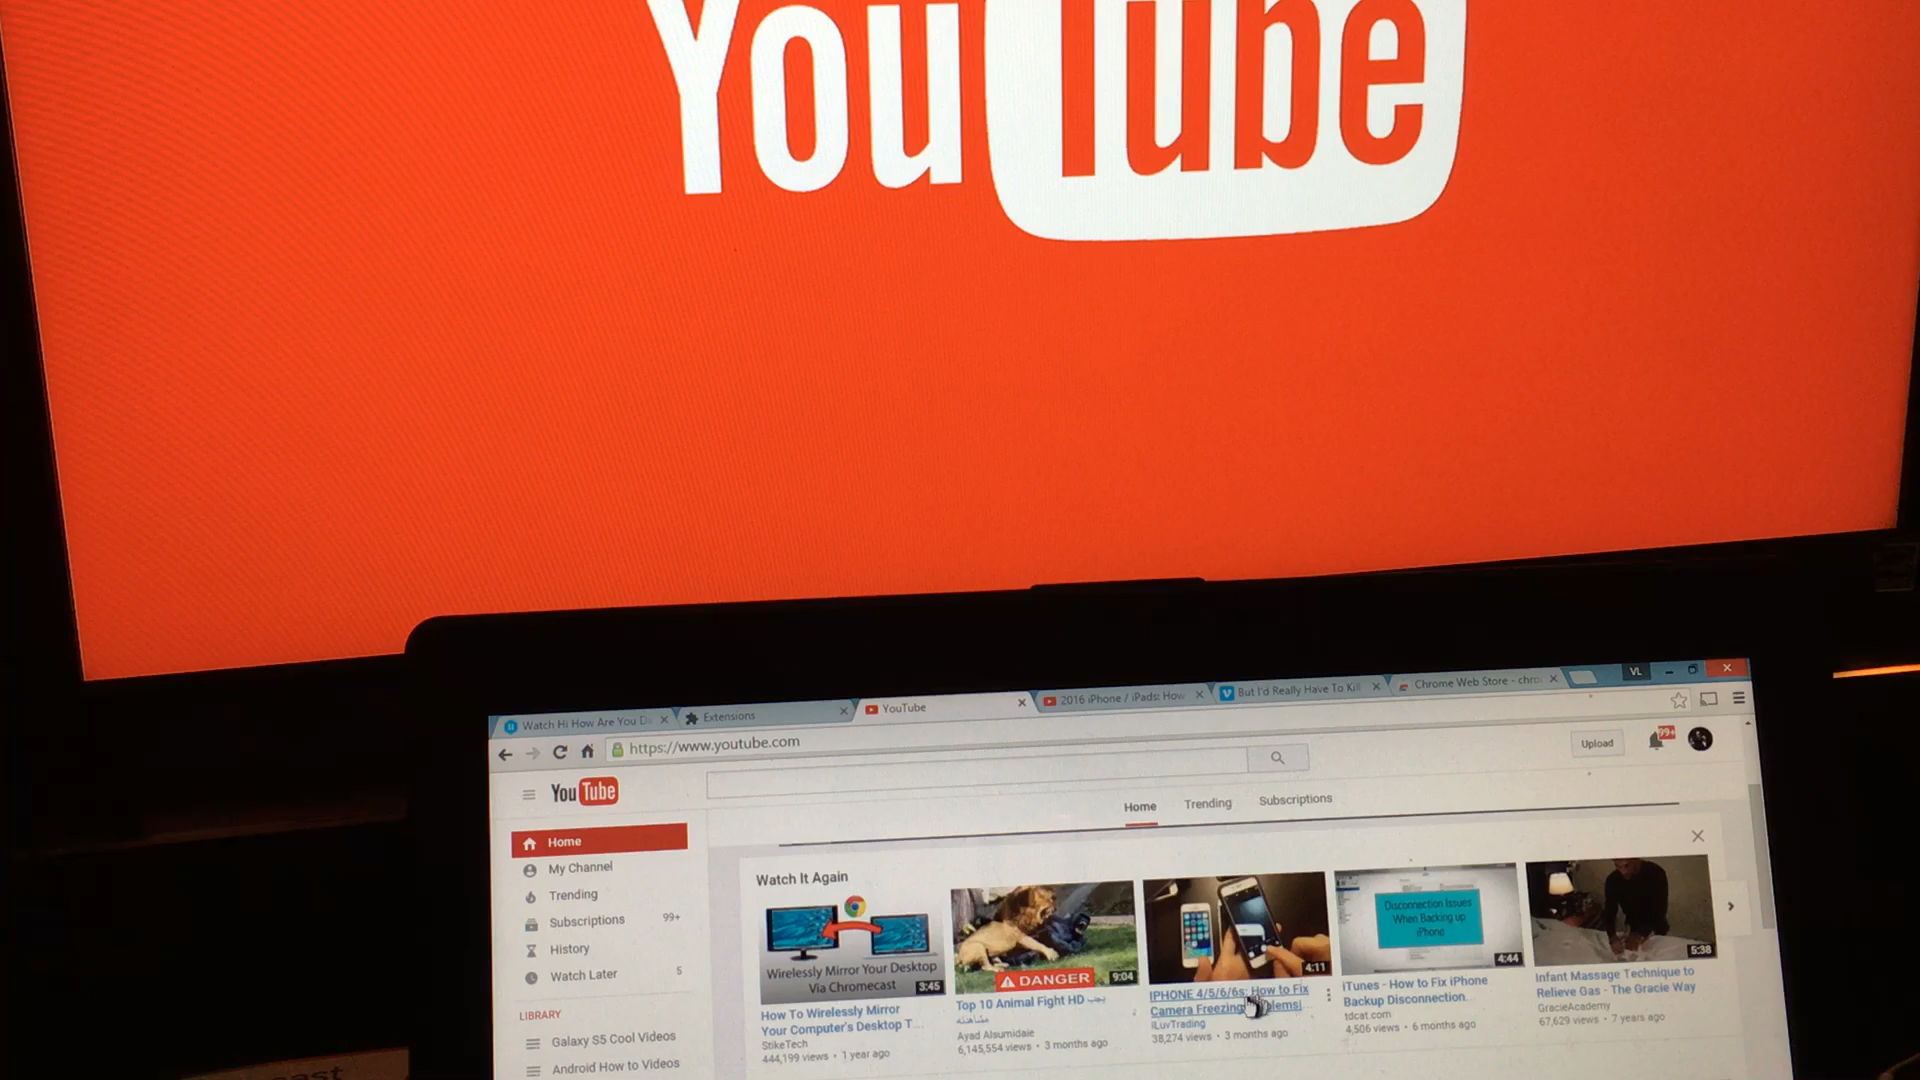 YouTube
VL
Watch Hi How Are You Da
Extensions
YouTube
2016 iPhone / iPads: How
But I'd Really Have To Kill
Chrome Web Store - chro
https://www.youtube.com
Upload
99+
YouTube
Home
Trending
Subscriptions
Home
My Channel
Trending
Subscriptions 99+
History
Watch Later 5
LIBRARY
Galaxy S5 Cool Videos
Android How to Videos
Watch It Again
Wirelessly Mirror Your Desktop
Via Chromecast
3:45
How To Wirelessly Mirror
Your Computer's Desktop T...
StikeTech
444,199 views • 1 year ago
DANGER
9:04
Top 10 Animal Fight HD
Ayad Alsumidaie
6,145,554 views • 3 months ago
4:11
IPHONE 4/5/6/6s: How to Fix
Camera Freezing
ILuvTrading
38,274 views • 3 months ago
Disconnection Issues
When Backing up
iPhone
4:44
iTunes - How to Fix iPhone
Backup Disconnection...
tdcat.com
4,506 views • 6 months ago
5:38
Infant Massage Technique to
Relieve Gas - The Gracie Way
GracieAcademy
67,629 views • 7 years ago